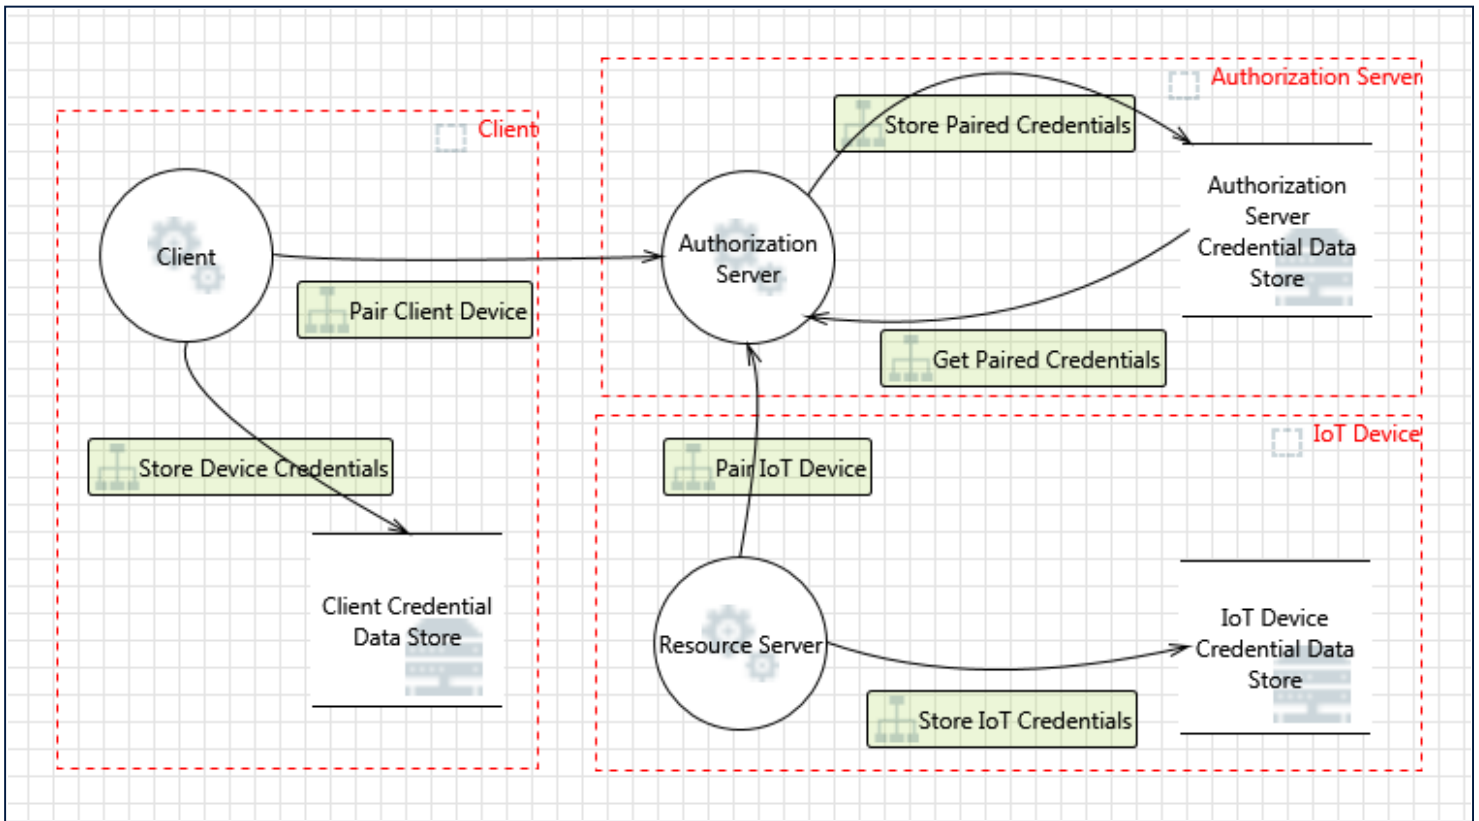 Authorization Server
Client
Store Paired Credentials
Authorization
Server
Credential Data
Store
Client
Authorization
Server
Pair Client Device
Get Paired Credentials
IoT Device
Store Device Credentials
Pair IoT Device
Client Credential
Data Store
Resource Server
IoT Device
Credential Data
Store
Store IoT Credentials